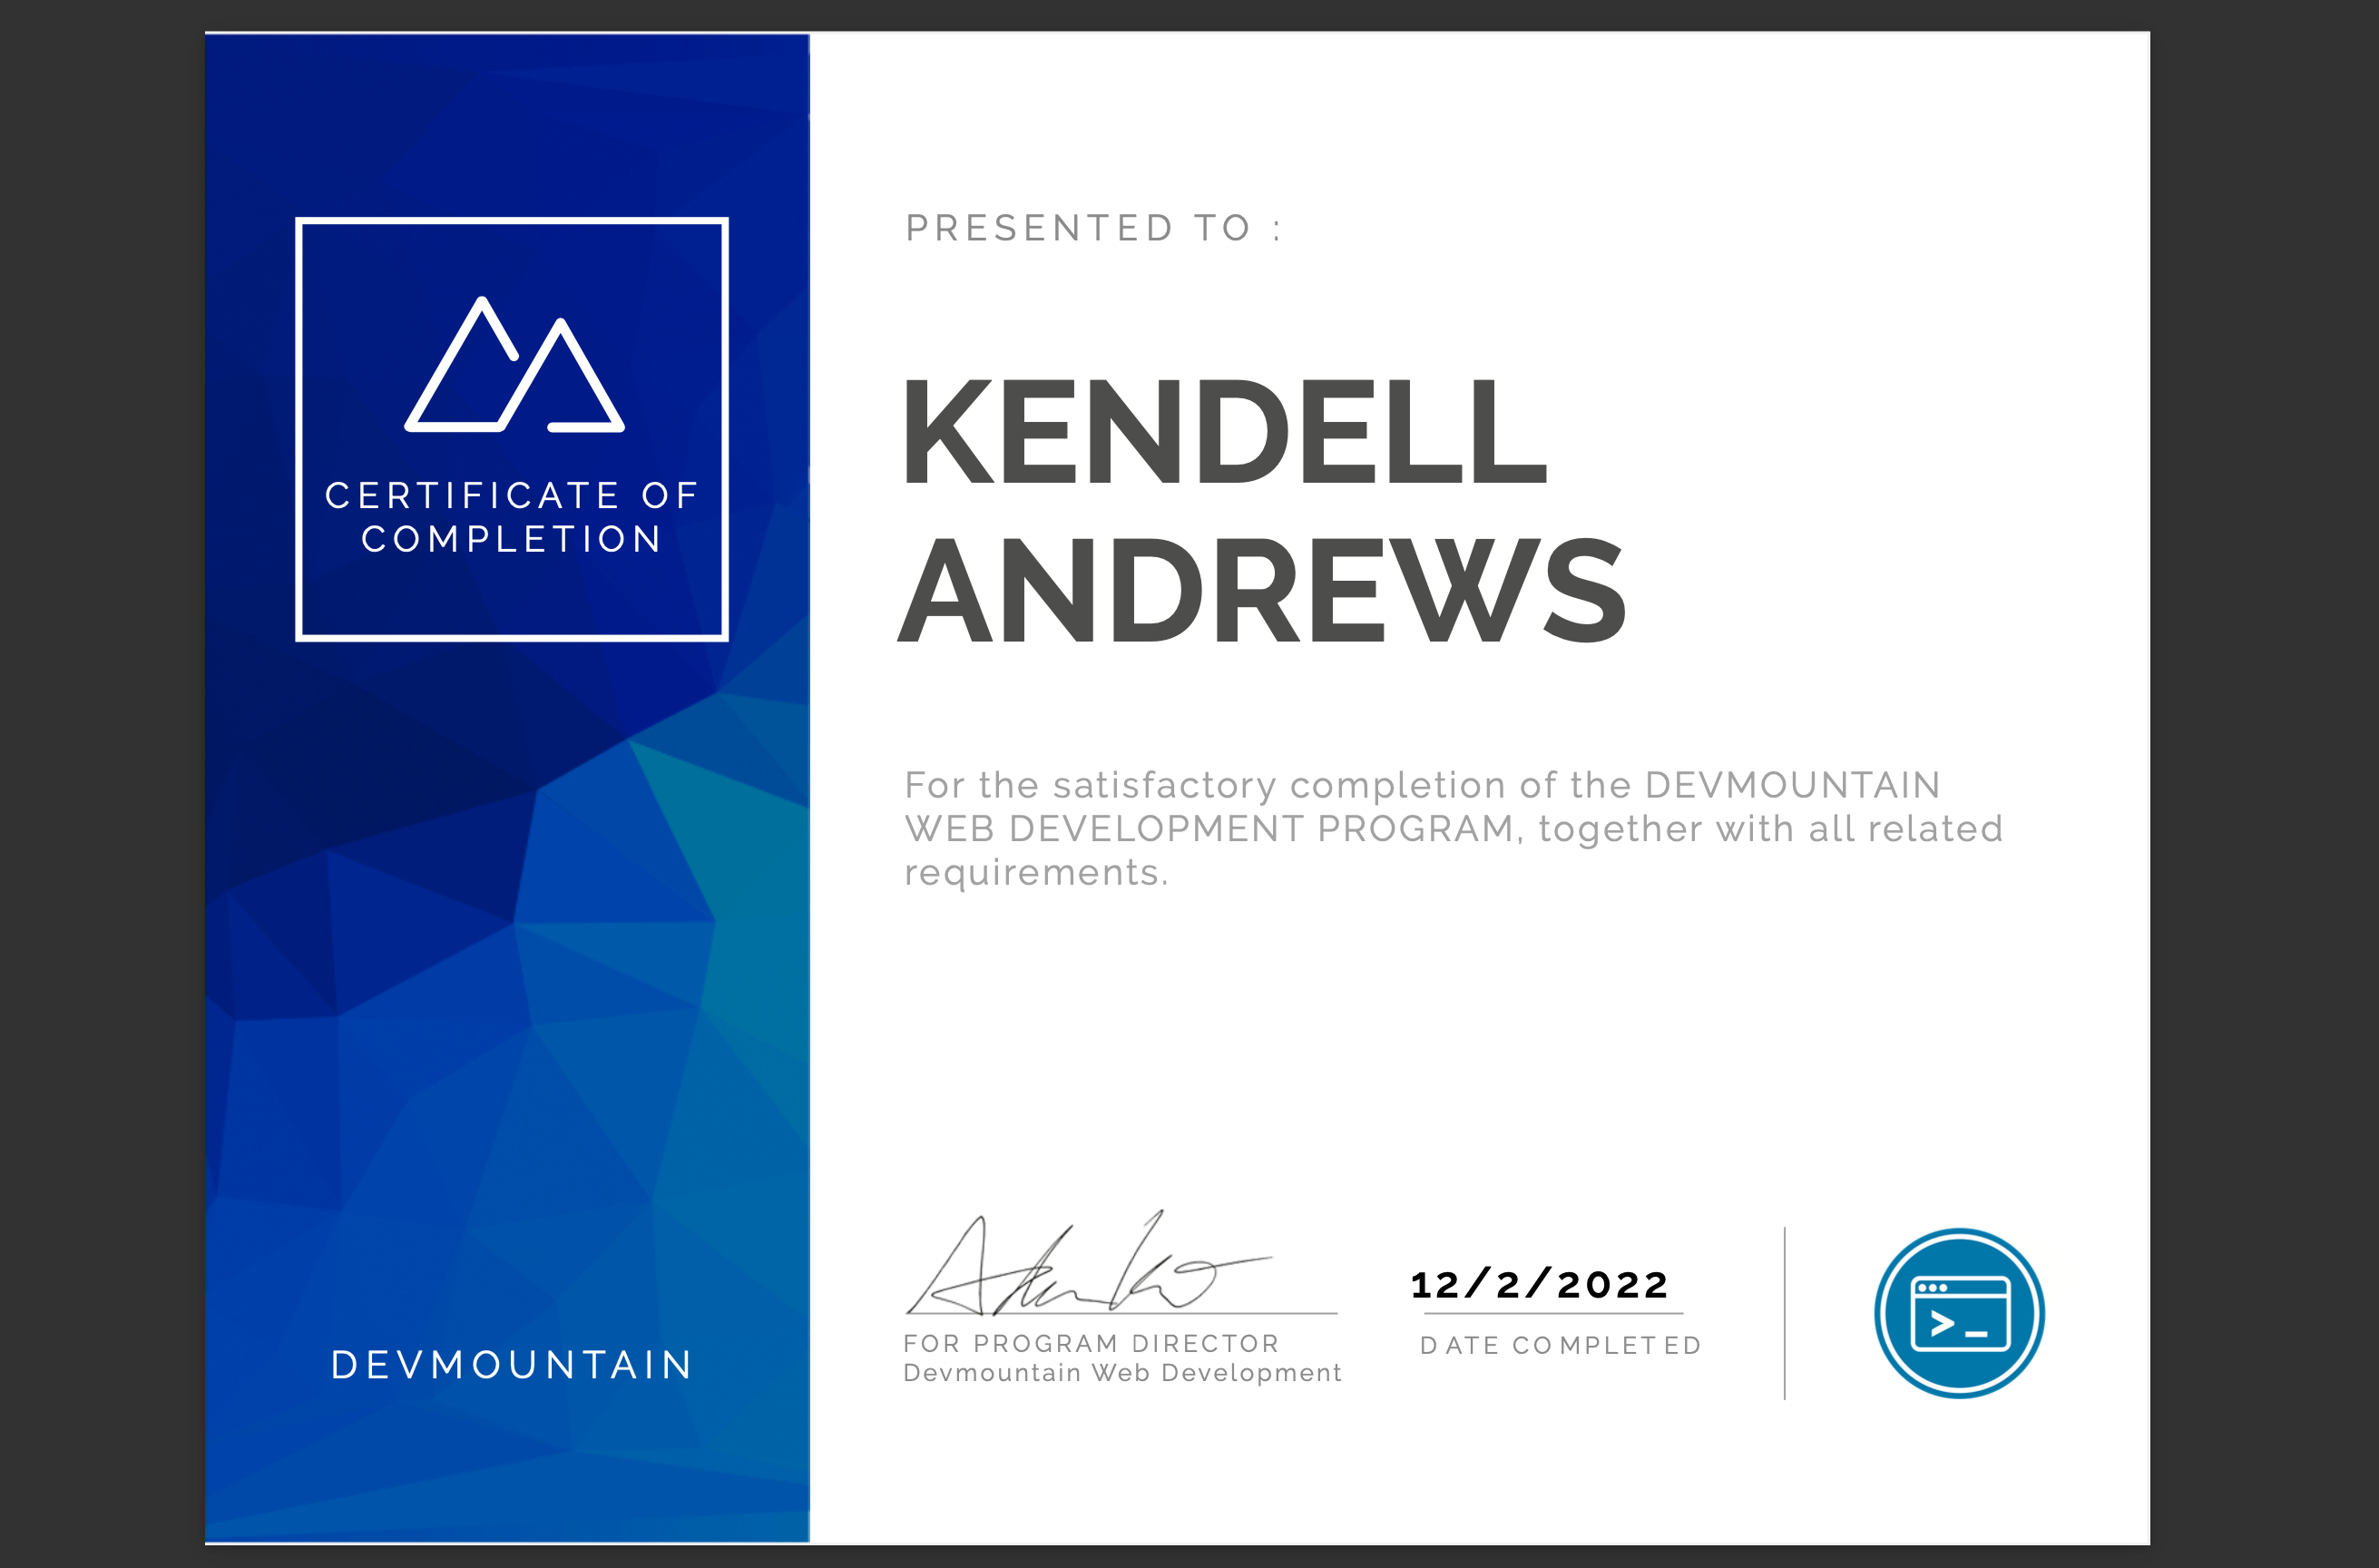 CERTIFICATE OF
COMPLETION
DEVMOUNTAIN
PRESENTED TO :
KENDELL
ANDREWS
For the satisfactory completion of the DEVMOUNTAIN
WEB DEVELOPMENT PROGRAM, together with all related
requirements.
FOR PROGRAM DIRECTOR
Devmountain Web Development
12/2/2022
DATE COMPLETED
>_